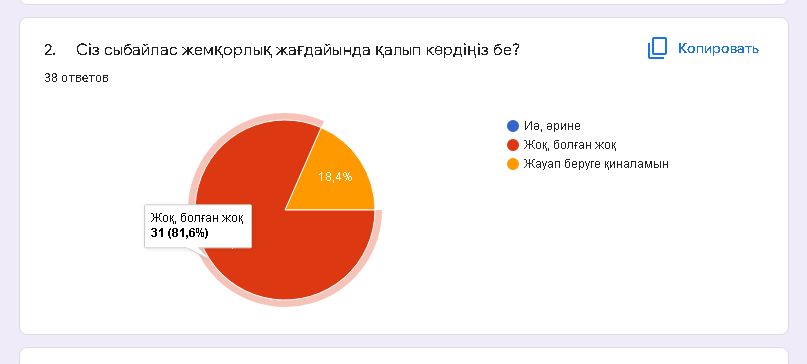 2. Сіз сыбайлас жемқорлық жағдайында қалып көрдіңіз бе?
Копировать
38 ответов
Иә, әрине
Жоқ, болған жоқ
Жауап беруге қиналамын
18,4%
Жоқ, болған жоқ
31 (81,6%)